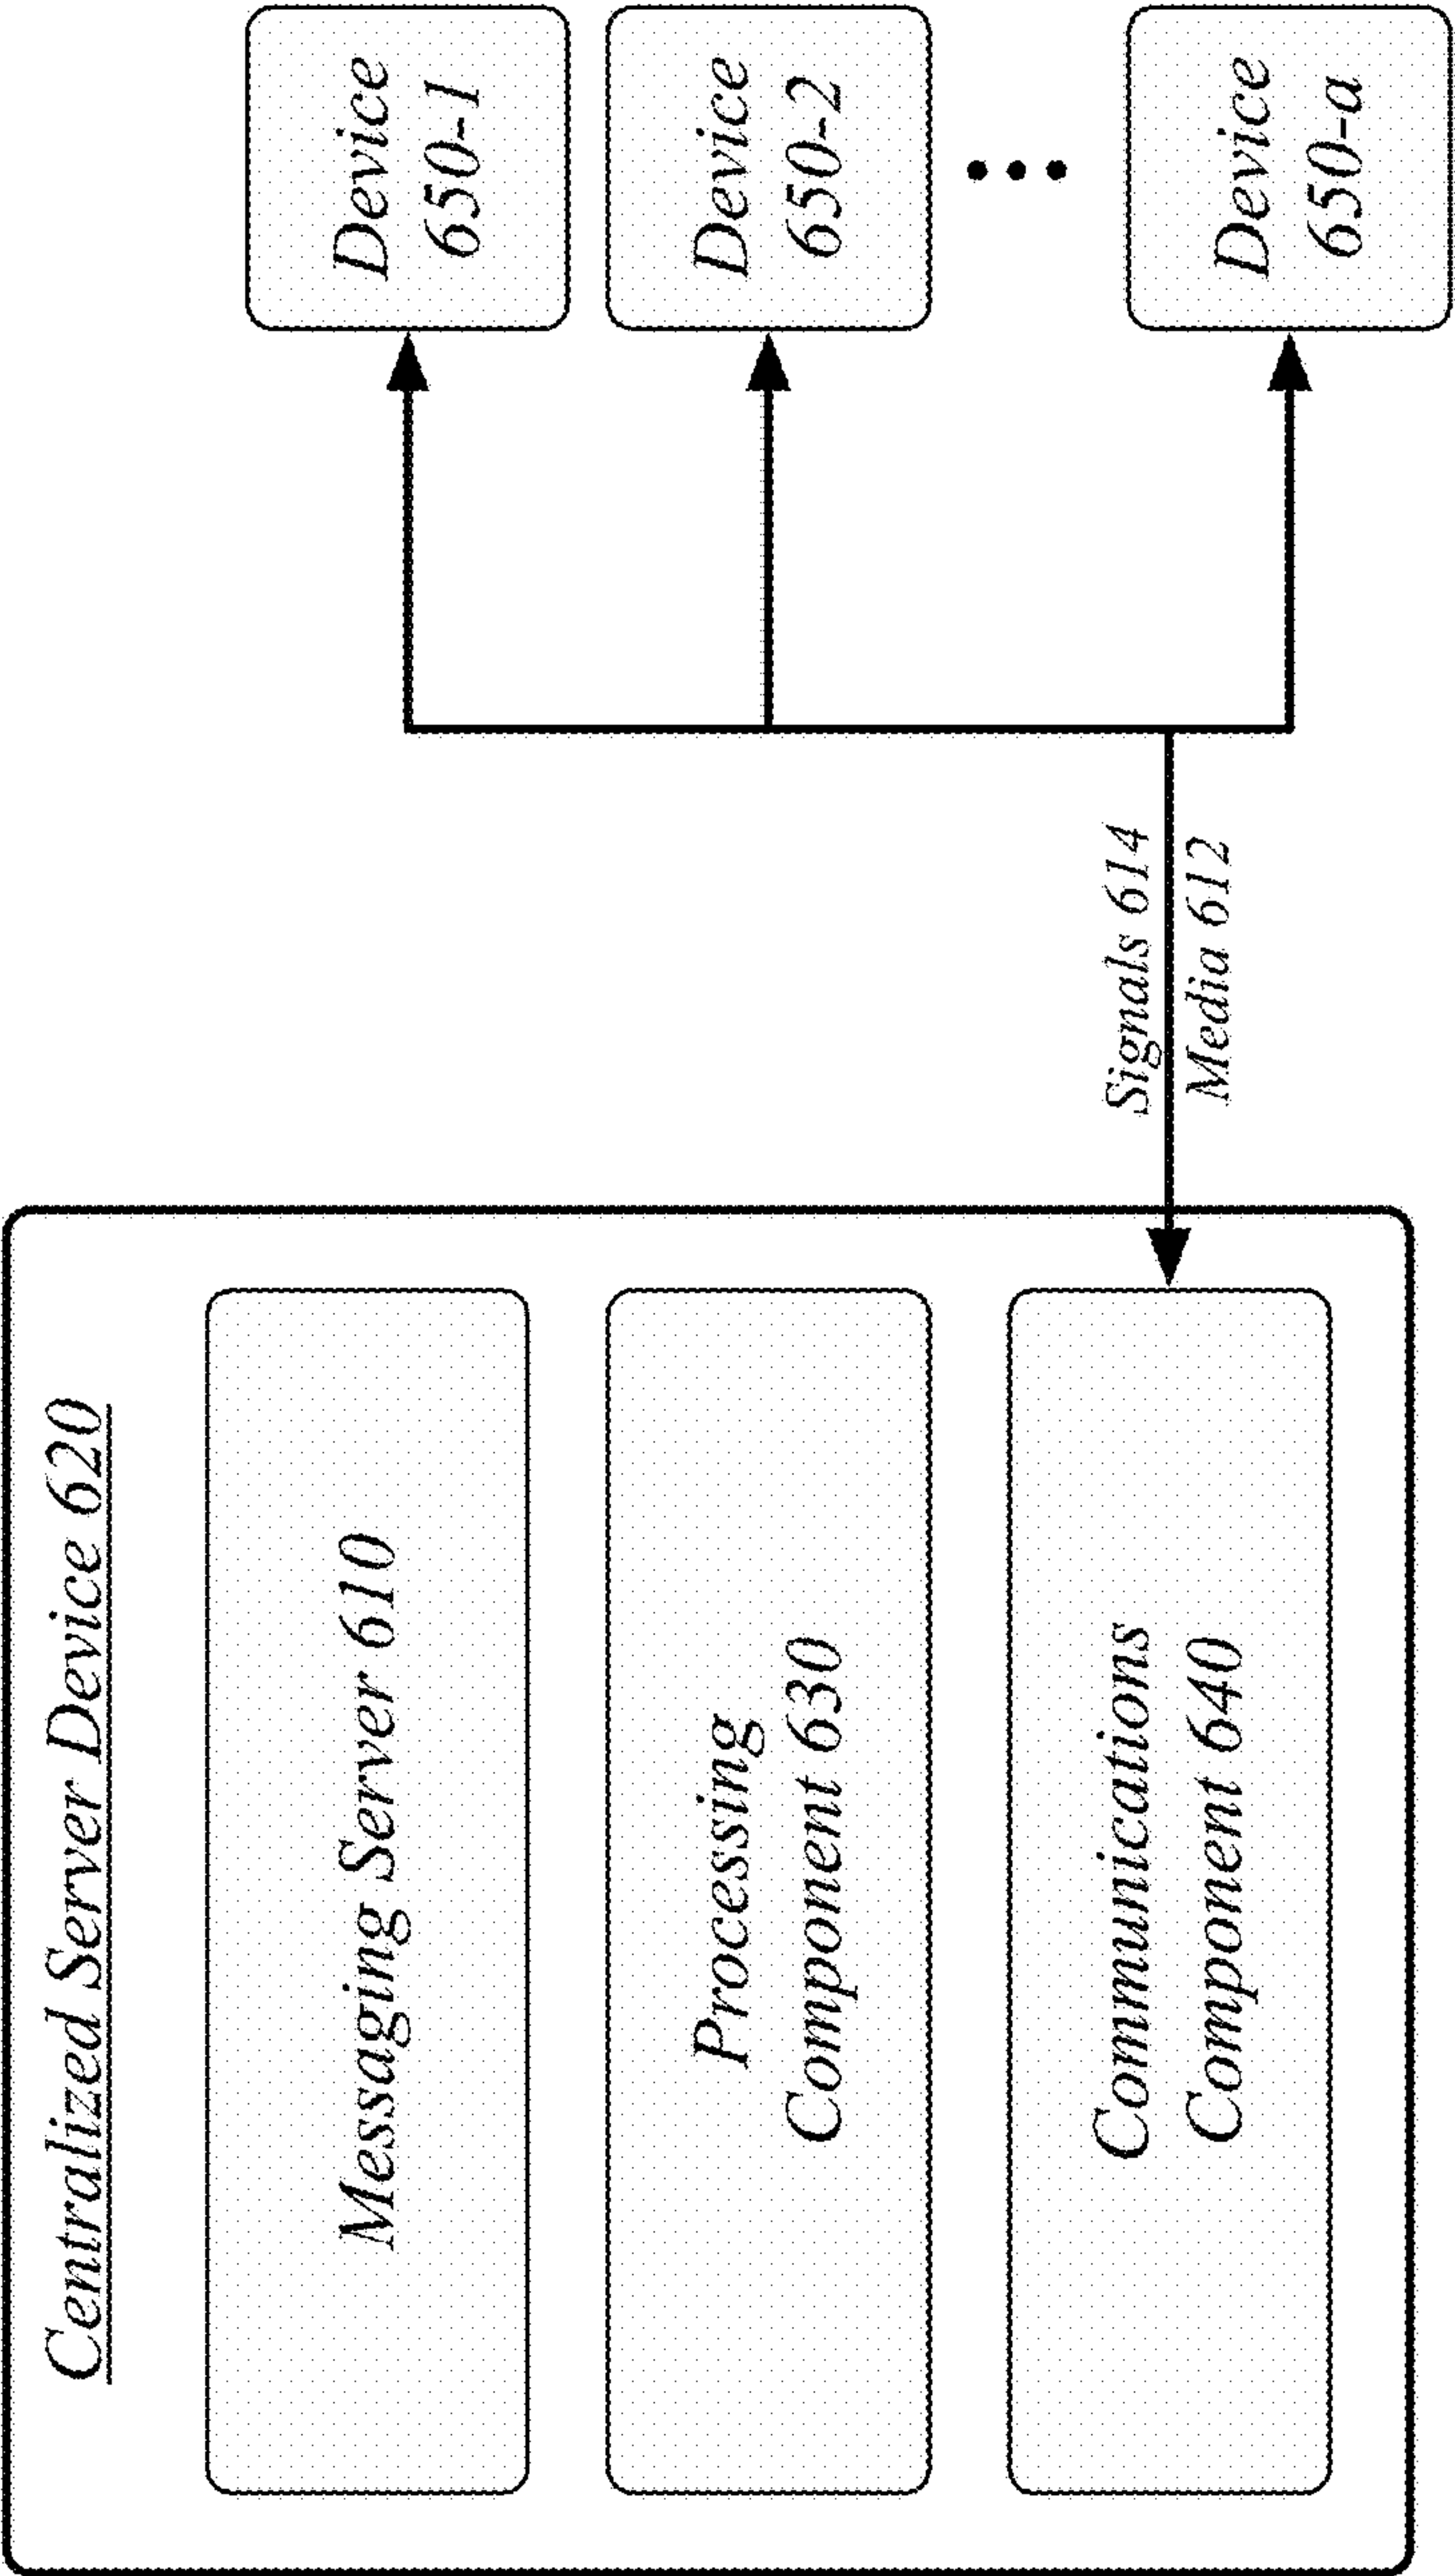 Centralized Server Device 620
Messaging Server 610
Processing
Component 630
Communications
Component 640
Signals 614
Media 612
Device
650-1
Device
650-2
Device
650-a